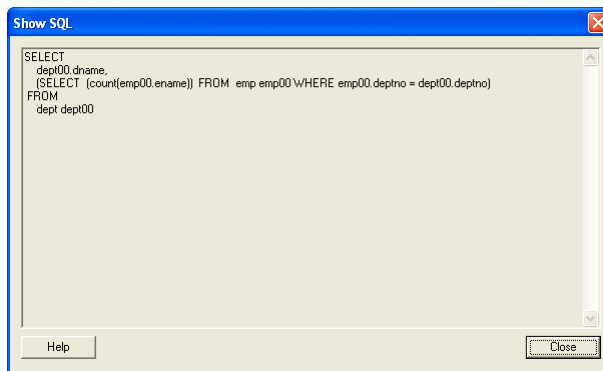 Show SQL
SELECT
dept00.dname,
(SELECT (count(emp00.ename)) FROM emp emp00 WHERE emp00.deptno = dept00.deptno)
FROM
dept dept00
Help
Close